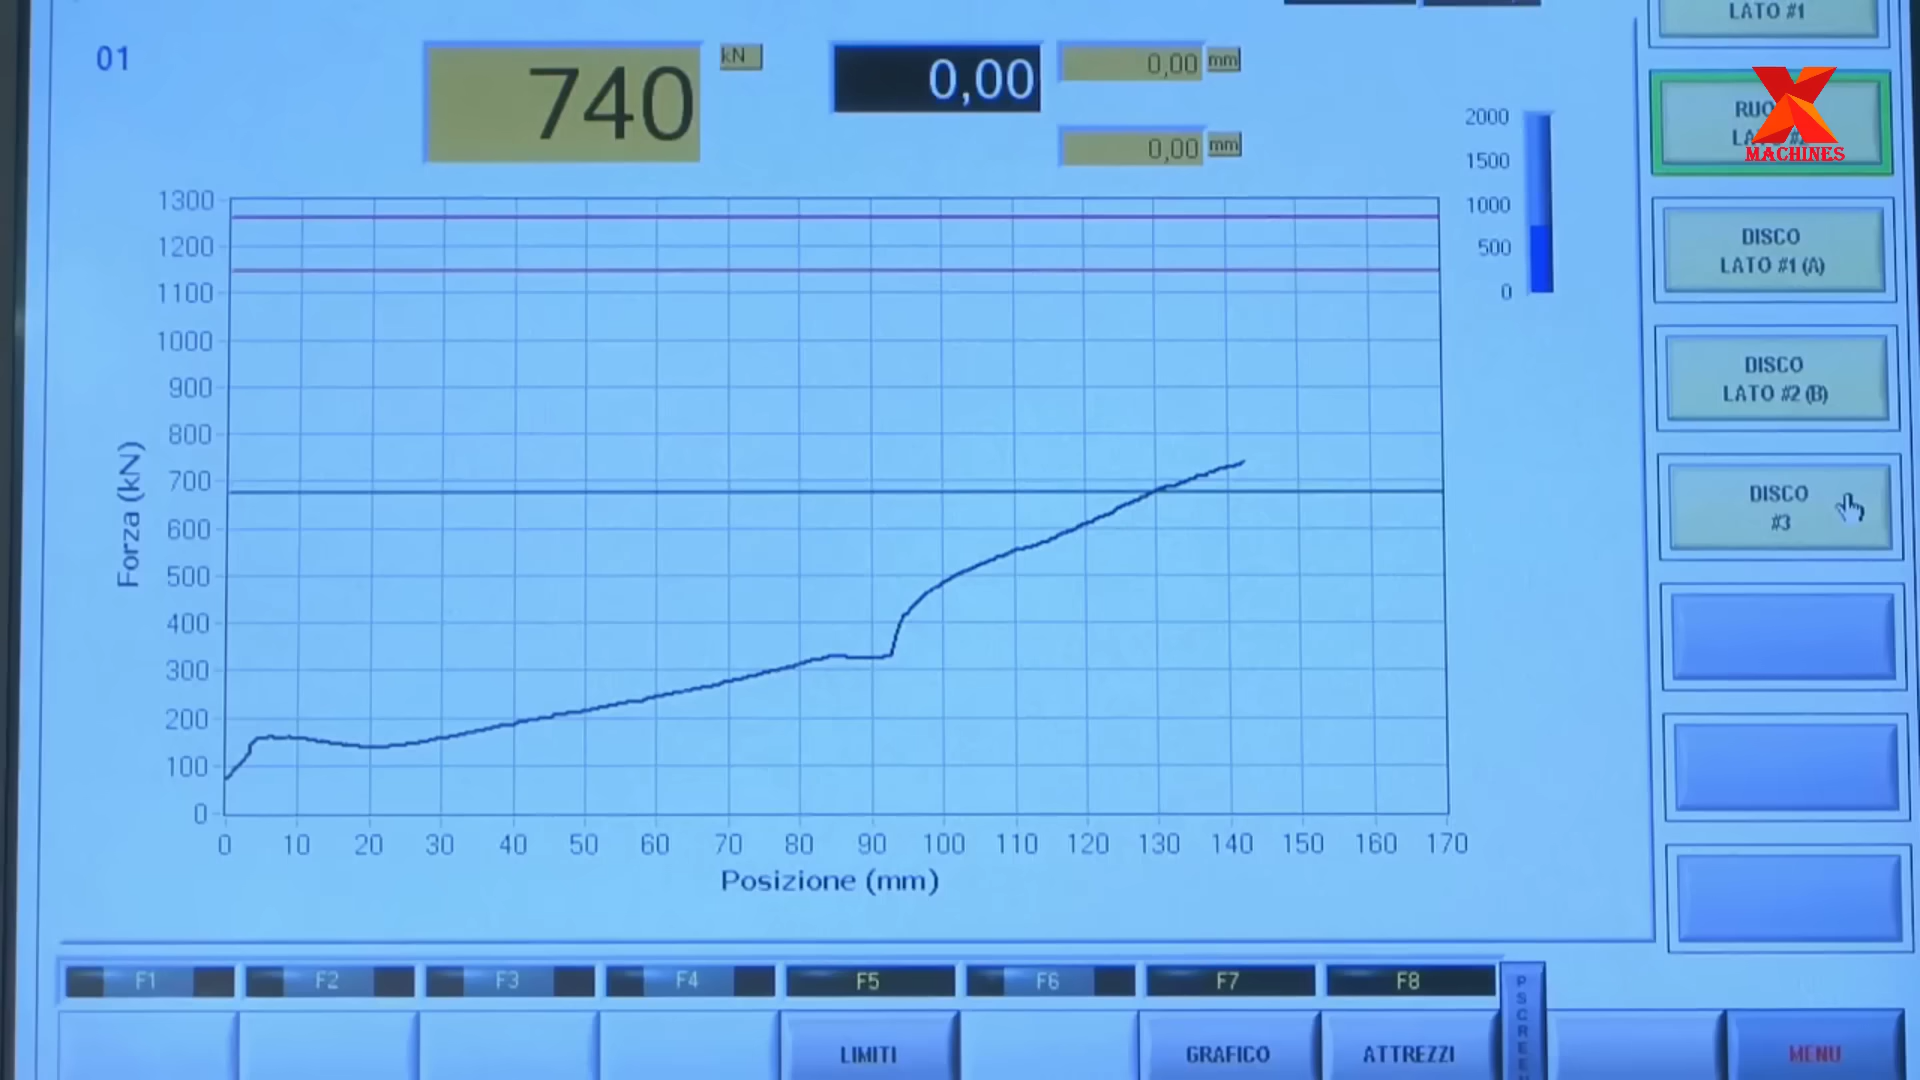 LATO #1
01
740
kN
0,00
0,00
mm
0,00
mm
MACHINES
2000
1500
1000
500
0
DISCO
LATO #1 (A)
DISCO
LATO #2 (B)
DISCO
#3
1300
1200
1100
1000
900
800
700
600
500
400
300
200
100
0
Forza (kN)
0 10 20 30 40 50 60 70 80 90 100 110 120 130 140 150 160 170
Posizione (mm)
F1 F2 F3 F4 F5 F6 F7 F8
LIMITI
GRAFICO
ATTREZZI
MENU